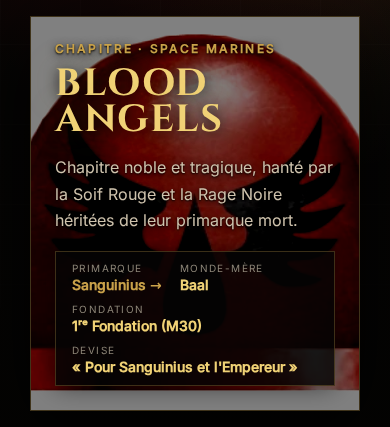 CHAPITRE · SPACE MARINES
BLOOD
ANGELS
Chapitre noble et tragique, hanté par
la Soif Rouge et la Rage Noire
héritées de leur primarque mort.
PRIMARQUE MONDE-MÈRE
Sanguinius → Baal
FONDATION
1ʳᵉ Fondation (M30)
DEVISE
« Pour Sanguinius et l'Empereur »